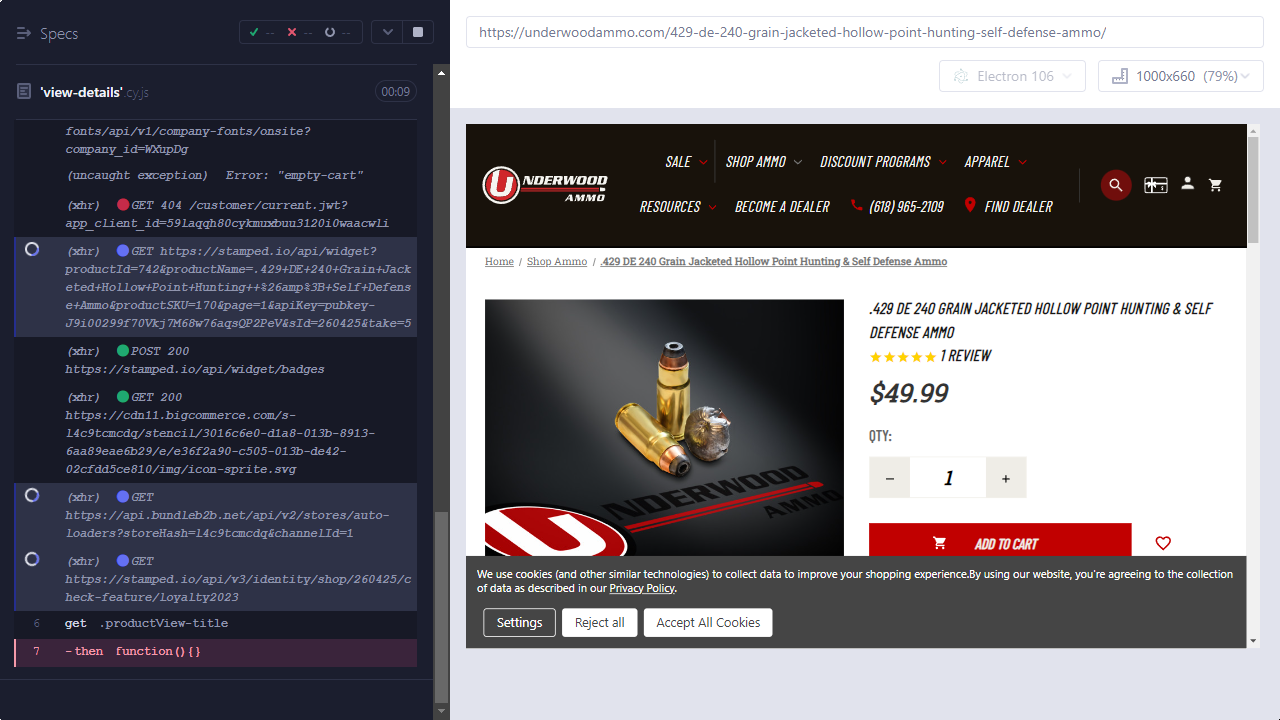 Specs
--
--
--
'view-details'.cy.js
00:09
fonts/api/v1/company-fonts/onsite?
company_id=WXupDg
(uncaught exception) Error: "empty-cart"
(xhr) GET 404 /customer/current.jwt?
app_client_id=59laqqh80cykmuxbuu3120i0waacwli
(xhr) GET https://stamped.io/api/widget?
productId=742&productName=.429+DE+240+Grain+Jack
eted+Hollow+Point+Hunting++%26amp%3B+Self+Defens
e+Ammo&productSKU=170&page=1&apiKey=pubkey-
J9i00299f70Vkj7M68w76aqsQP2PeV&sId=260425&take=5
(xhr) POST 200
https://stamped.io/api/widget/badges
(xhr) GET 200
https://cdn11.bigcommerce.com/s-
l4c9tcmcdq/stencil/3016c6e0-d1a8-013b-8913-
6aa89eae6b29/e/e36f2a90-c505-013b-de42-
02cfdd5ce810/img/icon-sprite.svg
(xhr) GET
https://api.bundleb2b.net/api/v2/stores/auto-
loaders?storeHash=l4c9tcmcdq&channelId=1
(xhr) GET
https://stamped.io/api/v3/identity/shop/260425/c
heck-feature/loyalty2023
6 get .productView-title
7 -then function(){}
https://underwoodammo.com/429-de-240-grain-jacketed-hollow-point-hunting-self-defense-ammo/
Electron 106
1000x660 (79%)
UNDERWOOD
AMMO
SALE
SHOP AMMO
DISCOUNT PROGRAMS
APPAREL
RESOURCES
BECOME A DEALER
(618) 965-2109
FIND DEALER
Home / Shop Ammo / .429 DE 240 Grain Jacketed Hollow Point Hunting & Self Defense Ammo
UNDERWOOD
AMMO
.429 DE 240 GRAIN JACKETED HOLLOW POINT HUNTING & SELF
DEFENSE AMMO
1 REVIEW
$49.99
QTY:
− 1 +
ADD TO CART
We use cookies (and other similar technologies) to collect data to improve your shopping experience.By using our website, you're agreeing to the collection
of data as described in our Privacy Policy.
Settings
Reject all
Accept All Cookies